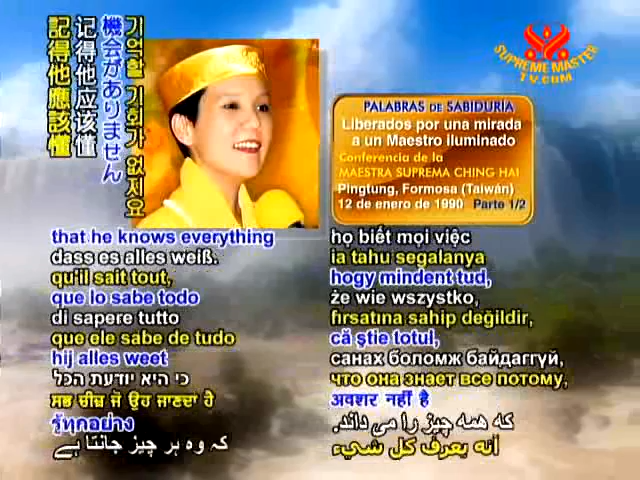 記得他應該懂
记得他应该懂
機会がありません
기억할 기회가 없지요
SUPREME MASTER
TV.COM
PALABRAS DE SABIDURÍA
Liberados por una mirada
a un Maestro iluminado
Conferencia de la
MAESTRA SUPREMA CHING HAI
Pingtung, Formosa (Taiwán)
12 de enero de 1990 Parte 1/2
that he knows everything
dass es alles weiß.
qu'il sait tout,
que lo sabe todo
di sapere tutto
que ele sabe de tudo
hij alles weet
כי היא יודעת הכל
ਸਭ ਚੀਜ਼ ਜੋ ਉਹ ਜਾਣਦਾ ਹੈ
รู้ทุกอย่าง
کہ وہ ہر چیز جانتا ہے
họ biết mọi việc
ia tahu segalanya
hogy mindent tud,
że wie wszystko,
fırsatına sahip değildir,
că ştie totul,
санах боломж байдаггүй,
что она знает все потому,
अवशर नहीं है
که همه چیز را می داند.
أنه يعرف كل شيء